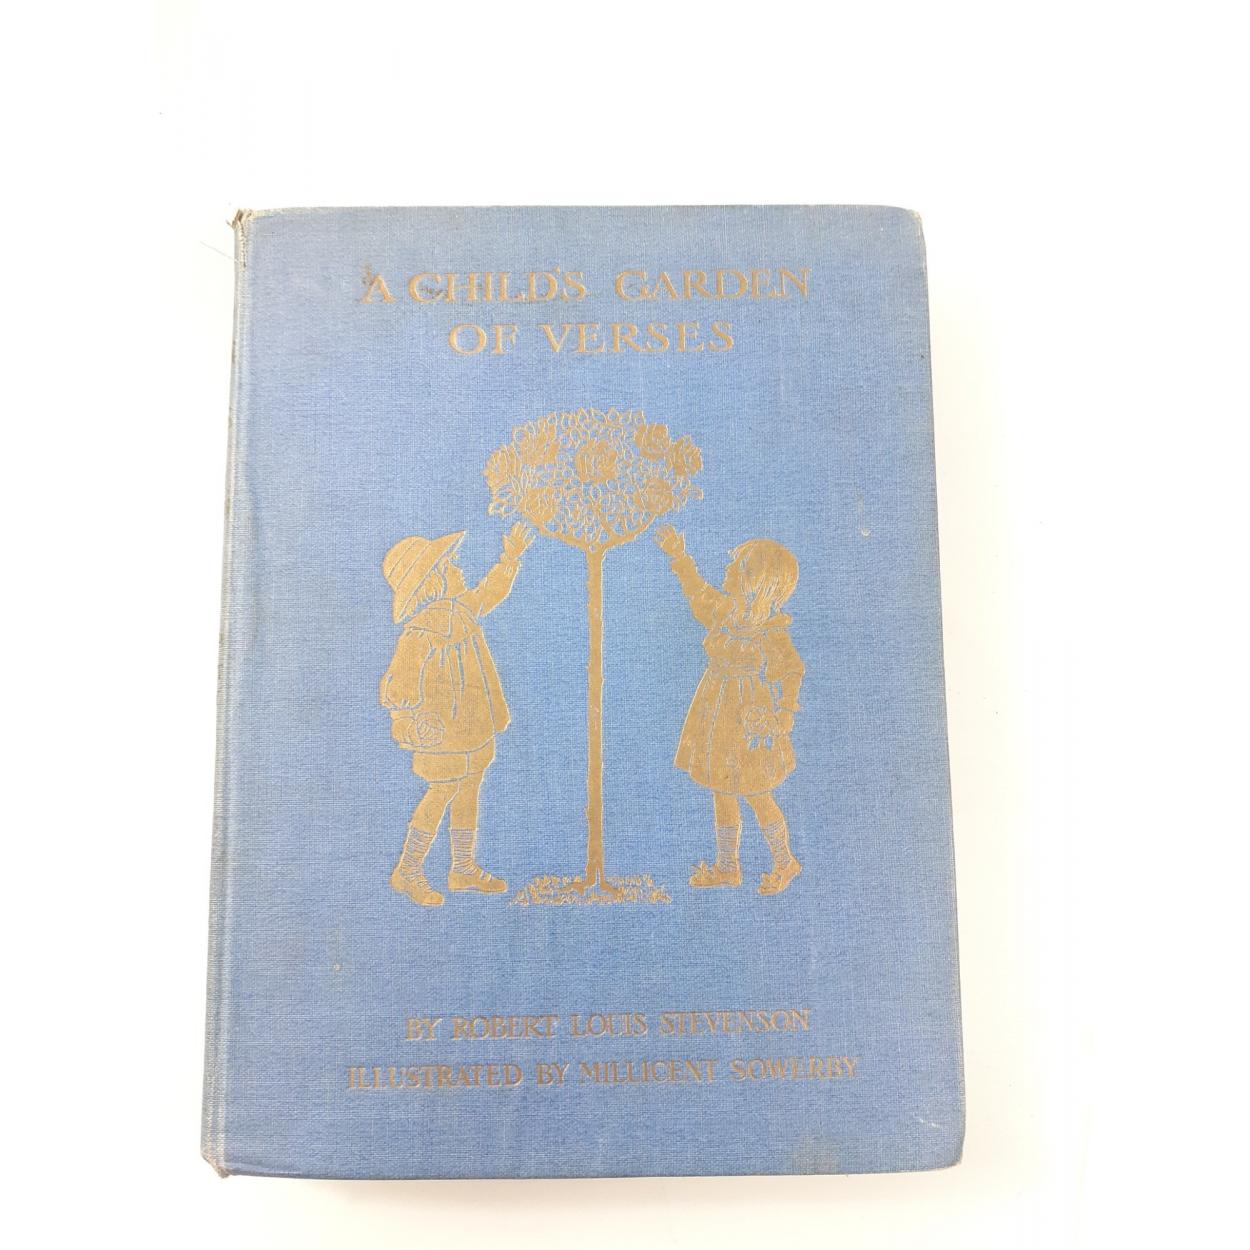 A CHILD'S GARDEN
OF VERSES
BY ROBERT LOUIS STEVENSON
ILLUSTRATED BY MILLICENT SOWERBY